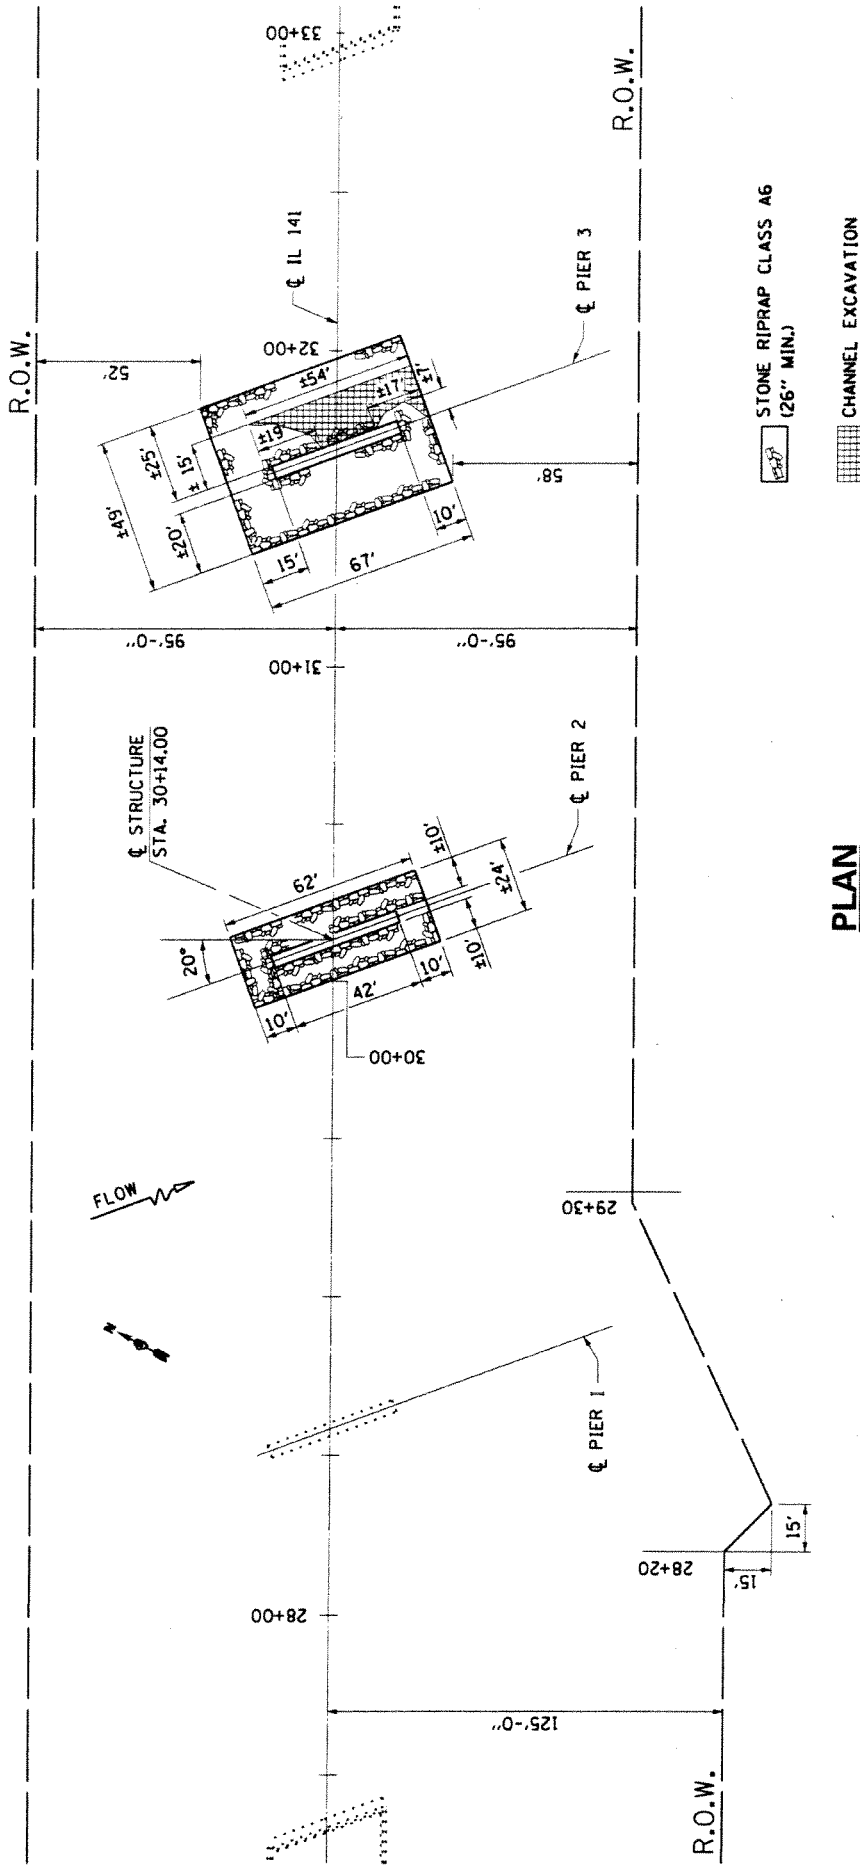 R.O.W.
33+00
℄ IL 141
R.O.W.
52'
32+00
±54'
±25'
±15'
±49'
±20'
±19'
±17'
±7'
℄ PIER 3
15'
67'
10'
58'
STONE RIPRAP CLASS A6
(26" MIN.)
CHANNEL EXCAVATION
95'-0"
95'-0"
31+00
℄ STRUCTURE
STA. 30+14.00
20°
62'
±10'
±24'
℄ PIER 2
10'
42'
10'
±10'
30+00
PLAN
FLOW
N
29+30
℄ PIER 1
28+20
15'
15'
28+00
125'-0"
R.O.W.